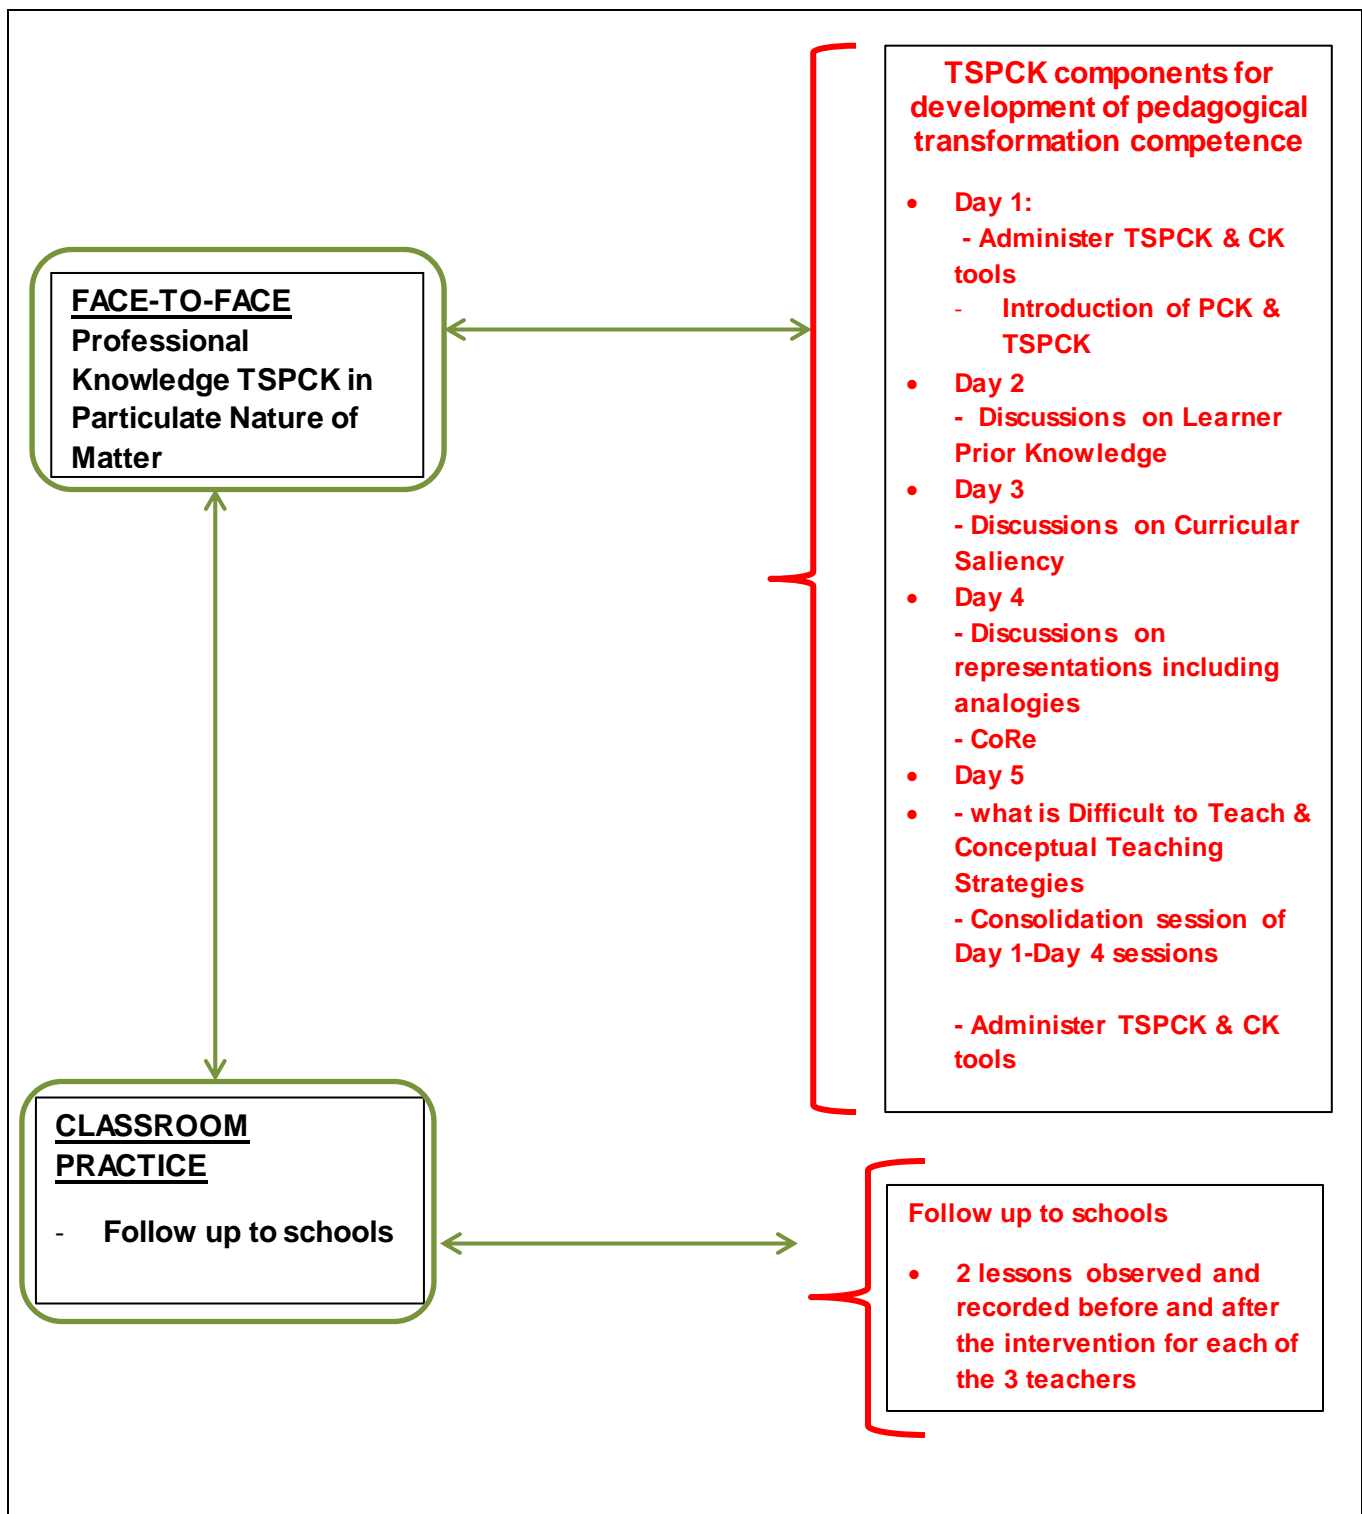 FACE-TO-FACE
Professional
Knowledge TSPCK in
Particulate Nature of
Matter
TSPCK components for
development of pedagogical
transformation competence
• Day 1:
- Administer TSPCK & CK
tools
- Introduction of PCK &
TSPCK
• Day 2
- Discussions on Learner
Prior Knowledge
• Day 3
- Discussions on Curricular
Saliency
• Day 4
- Discussions on
representations including
analogies
- CoRe
• Day 5
• - what is Difficult to Teach &
Conceptual Teaching
Strategies
- Consolidation session of
Day 1-Day 4 sessions
- Administer TSPCK & CK
tools
CLASSROOM
PRACTICE
- Follow up to schools
Follow up to schools
• 2 lessons observed and
recorded before and after
the intervention for each of
the 3 teachers